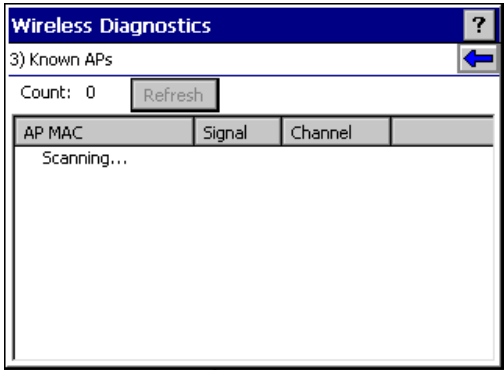 Wireless Diagnostics ?
3) Known APs
Count: 0 Refresh
AP MAC Signal Channel
Scanning...